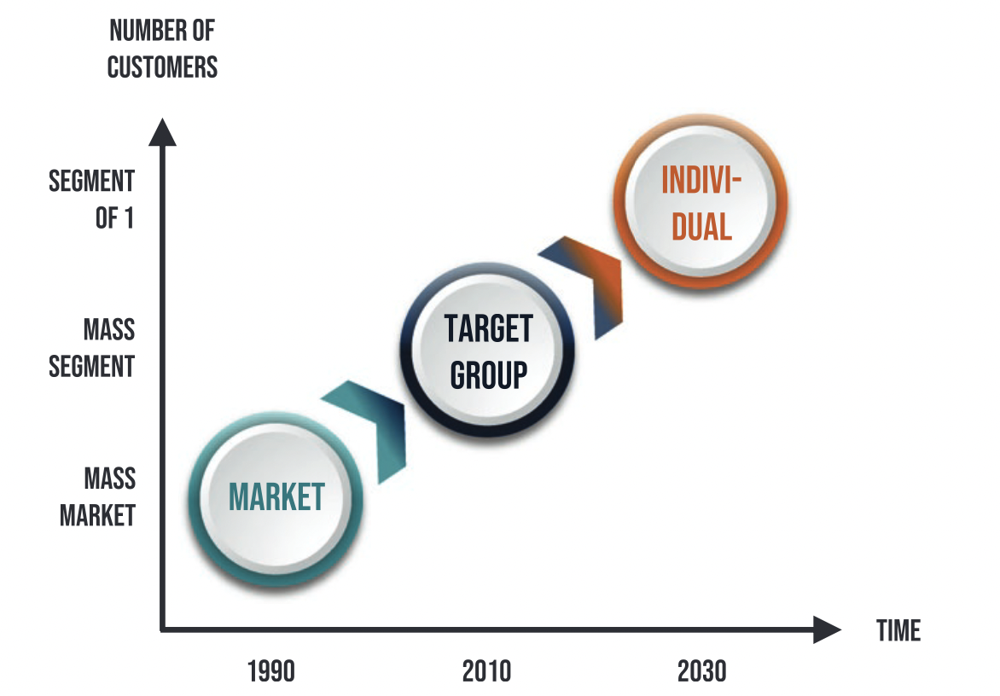 NUMBER OF
CUSTOMERS
SEGMENT
OF 1
MASS
SEGMENT
MASS
MARKET
INDIVI-
DUAL
TARGET
GROUP
MARKET
TIME
1990
2010
2030